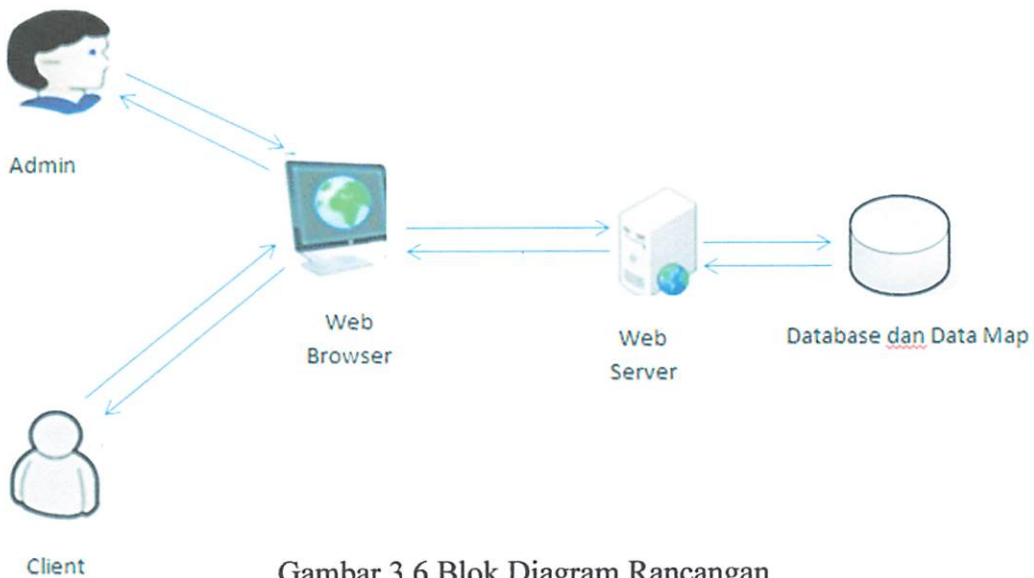 Admin
Web
Browser
Web
Server
Database dan Data Map
Client
Gambar 3.6 Blok Diagram Rancangan